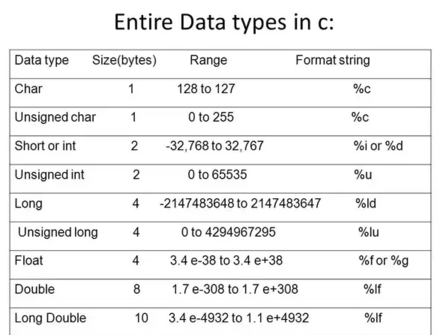 Entire Data types in c:
Data type Size(bytes) Range Format string
Char 1 128 to 127 %c
Unsigned char 1 0 to 255 %c
Short or int 2 -32,768 to 32,767 %i or %d
Unsigned int 2 0 to 65535 %u
Long 4 -2147483648 to 2147483647 %ld
Unsigned long 4 0 to 4294967295 %lu
Float 4 3.4 e-38 to 3.4 e+38 %f or %g
Double 8 1.7 e-308 to 1.7 e+308 %lf
Long Double 10 3.4 e-4932 to 1.1 e+4932 %lf